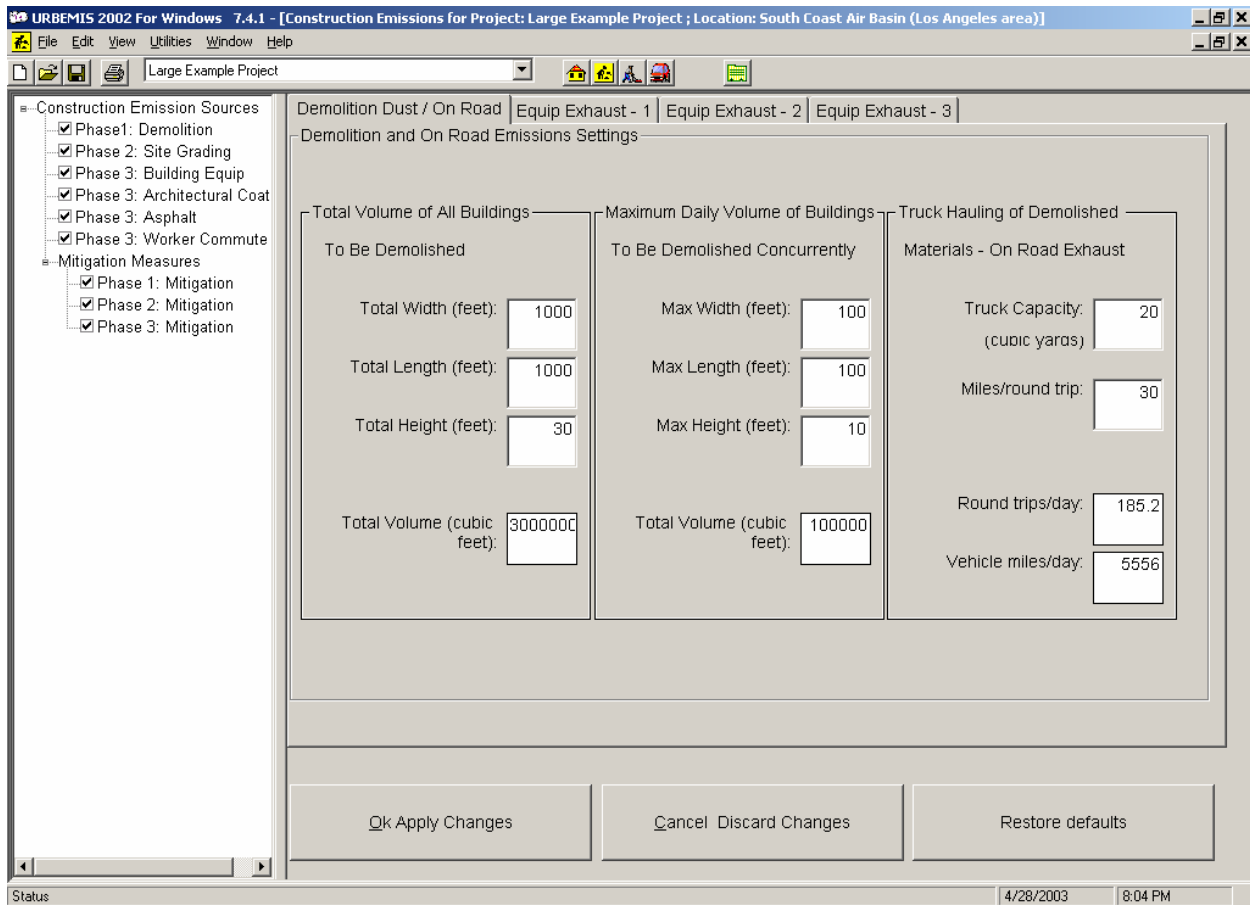 URBEMIS 2002 For Windows 7.4.1 - [Construction Emissions for Project: Large Example Project ; Location: South Coast Air Basin (Los Angeles area)]
File Edit View Utilities Window Help
Large Example Project
Construction Emission Sources
Phase1: Demolition
Phase 2: Site Grading
Phase 3: Building Equip
Phase 3: Architectural Coat
Phase 3: Asphalt
Phase 3: Worker Commute
Mitigation Measures
Phase 1: Mitigation
Phase 2: Mitigation
Phase 3: Mitigation
Demolition Dust / On Road Equip Exhaust - 1 Equip Exhaust - 2 Equip Exhaust - 3
Demolition and On Road Emissions Settings
Total Volume of All Buildings
To Be Demolished
Total Width (feet): 1000
Total Length (feet): 1000
Total Height (feet): 30
Total Volume (cubic
feet): 3000000
Maximum Daily Volume of Buildings
To Be Demolished Concurrently
Max Width (feet): 100
Max Length (feet): 100
Max Height (feet): 10
Total Volume (cubic
feet): 100000
Truck Hauling of Demolished
Materials - On Road Exhaust
Truck Capacity: 20
(cubic yards)
Miles/round trip: 30
Round trips/day: 185.2
Vehicle miles/day: 5556
Ok Apply Changes
Cancel Discard Changes
Restore defaults
Status 4/28/2003 8:04 PM